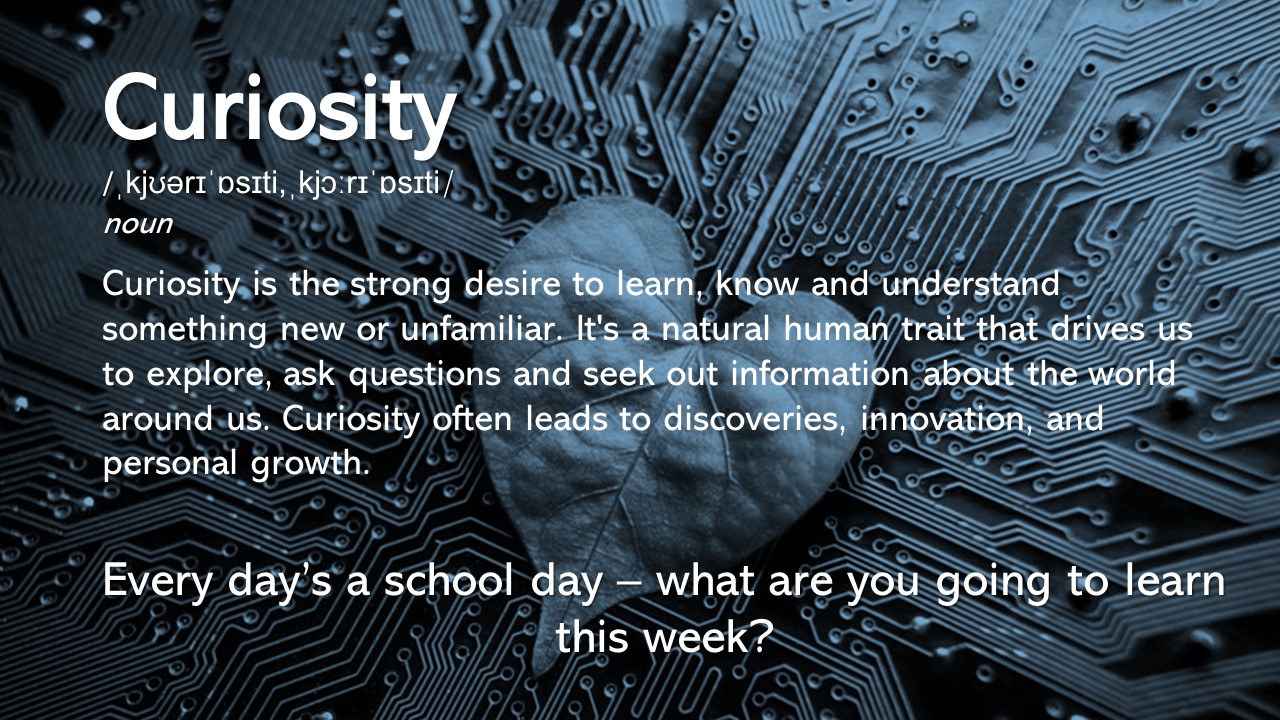 Curiosity
/ˌkjʊərɪˈɒsɪti,ˌkjɔːrɪˈɒsɪti/
noun
Curiosity is the strong desire to learn, know and understand
something new or unfamiliar. It's a natural human trait that drives us
to explore, ask questions and seek out information about the world
around us. Curiosity often leads to discoveries, innovation, and
personal growth.
Every day’s a school day – what are you going to learn
this week?